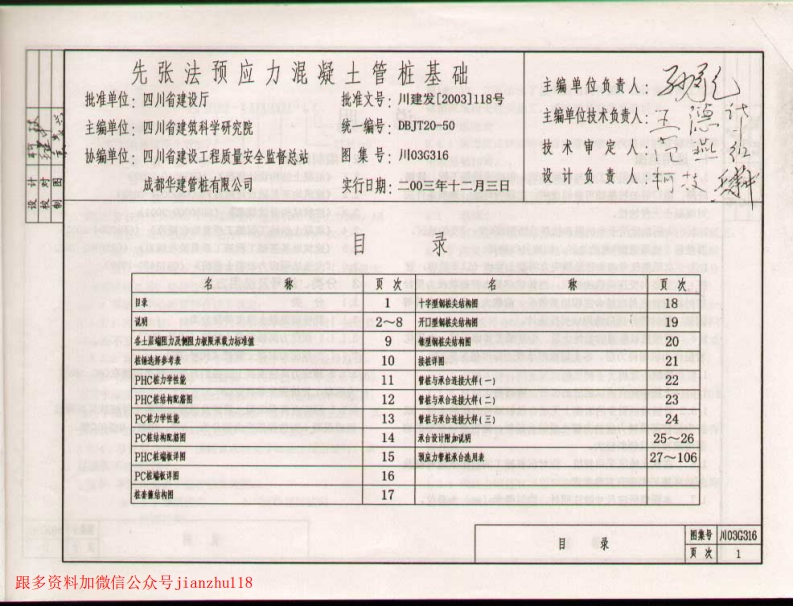 先张法预应力混凝土管桩基础
批准单位：四川省建设厅 批准文号：川建发[2003]118号
主编单位：四川省建筑科学研究院 统一编号：DBJT20-50
协编单位：四川省建设工程质量安全监督总站 图集号：川03G316
成都华建管桩有限公司 实行日期：二00三年十二月三日
主编单位负责人：
主编单位技术负责人：
技术审定人：
设计负责人：
设计
校对
制图
目 录
名 称 页次 名 称 页次
目录 1 十字型钢桩尖结构图 18
说明 2～8 开口型钢桩尖结构图 19
各土层端阻力及侧阻力极限承载力标准值 9 锥型钢桩尖结构图 20
桩锤选择参考表 10 接桩详图 21
PHC桩力学性能 11 管桩与承台连接大样(一) 22
PHC桩结构配筋图 12 管桩与承台连接大样(二) 23
PC桩力学性能 13 管桩与承台连接大样(三) 24
PC桩结构配筋图 14 承台设计附加说明 25～26
PHC桩端板详图 15 预应力管桩承台选用表 27～106
PC桩端板详图 16
桩套箍结构图 17
目 录 图集号 川03G316
页次 1
跟多资料加微信公众号jianzhu118